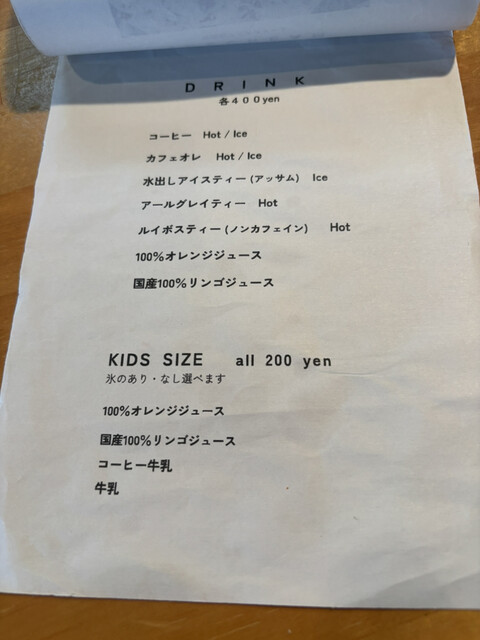 DRINK
各４００yen
コーヒー Hot / Ice
カフェオレ Hot / Ice
水出しアイスティー (アッサム) Ice
アールグレイティー Hot
ルイボスティー (ノンカフェイン) Hot
100%オレンジジュース
国産100%リンゴジュース
KIDS SIZE all 200 yen
氷のあり・なし選べます
100%オレンジジュース
国産100%リンゴジュース
コーヒー牛乳
牛乳